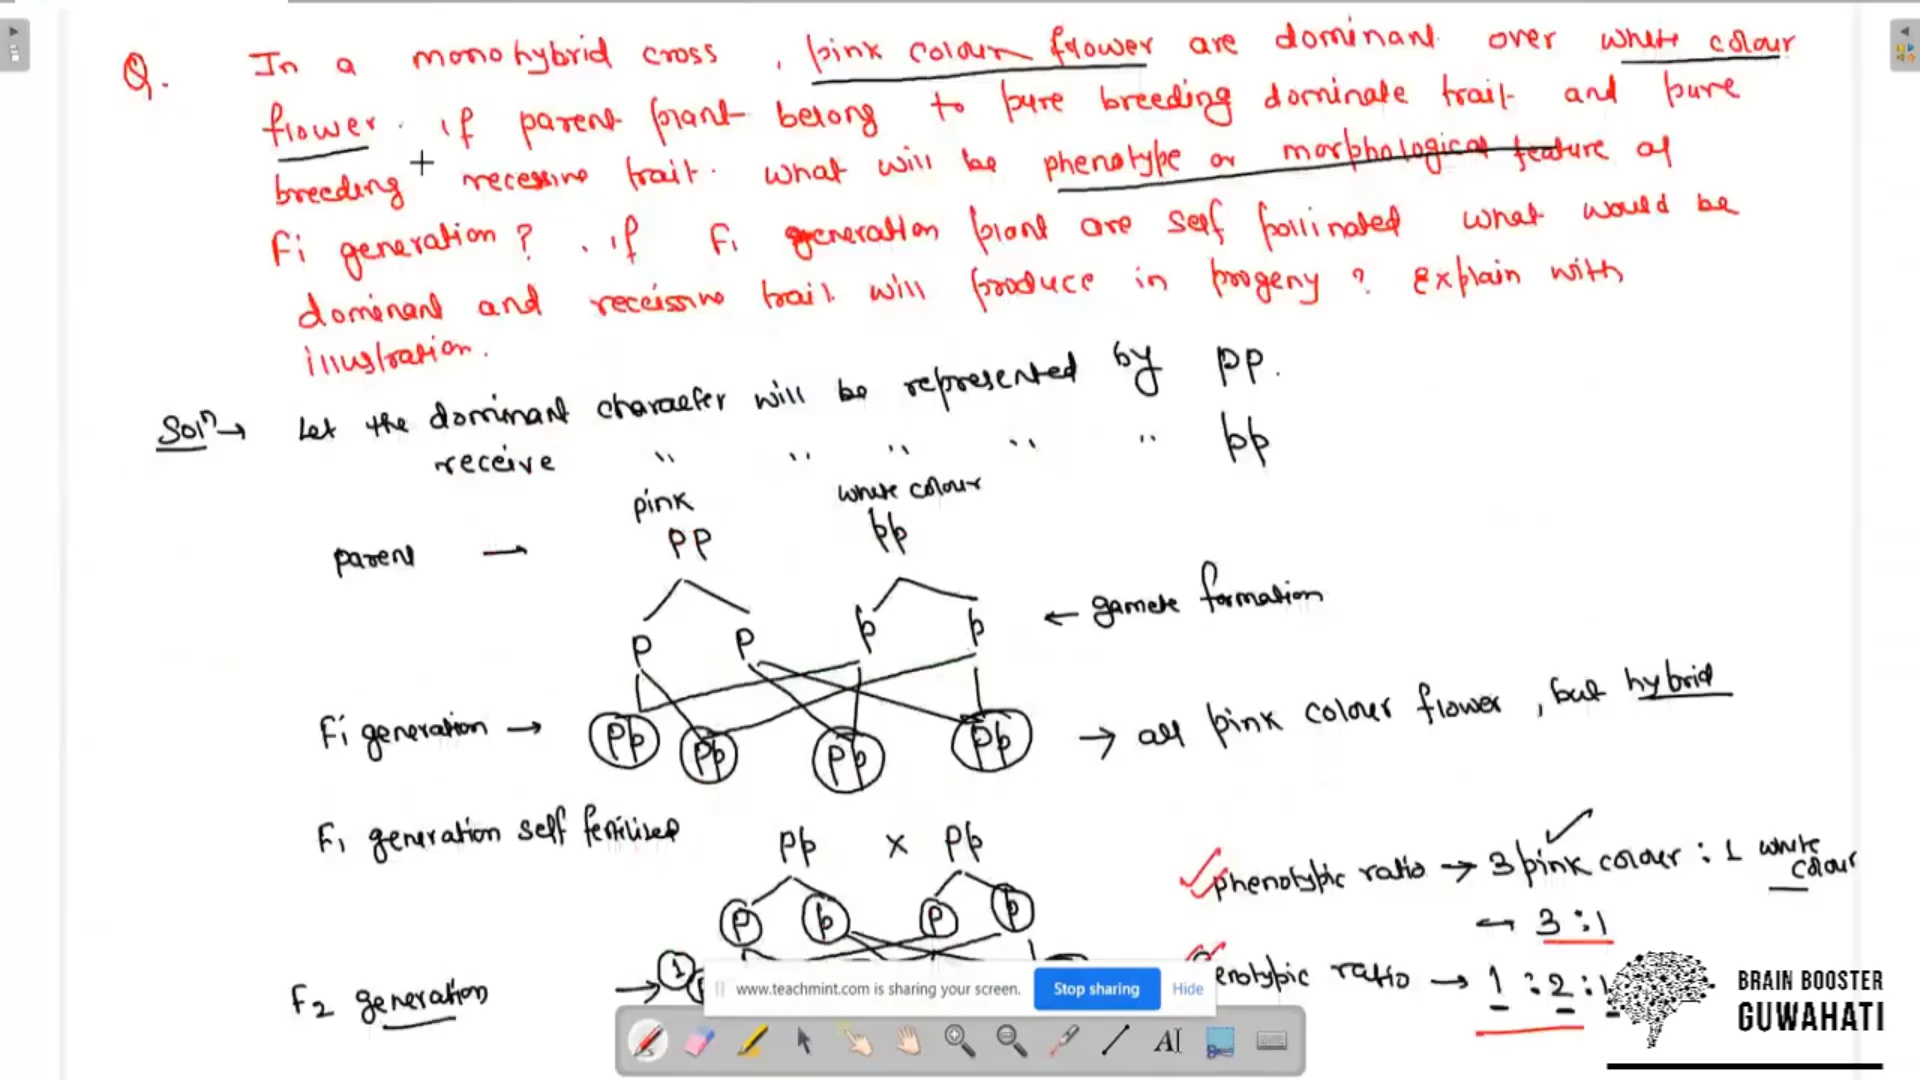 Q. In a monohybrid cross , pink colour flower are dominant over white colour
flower . if parent plant belong to pure breeding dominate trait and pure
breeding recessive trait. what will be phenotype or morphological feature of
F1 generation ? . if F1 generation plant are self pollinated what would be
dominant and receissive trait will produce in progeny ? Explain with
illustration.
Solⁿ → Let the dominant character will be represented by PP.
receive " " " " " pp
pink white colour
parent → PP pp
P P p p ← gamete formation
F1 generation → Pp Pp Pp Pp → all pink colour flower , but hybrid
F1 generation self fertilised Pp x Pp
phenotypic ratio → 3 pink colour : 1 white
colour
P p P p
3 : 1
F2 generation → 1
enotypic ratio → 1 : 2 : 1
www.teachmint.com is sharing your screen. Stop sharing Hide
AI
BRAIN BOOSTER
GUWAHATI